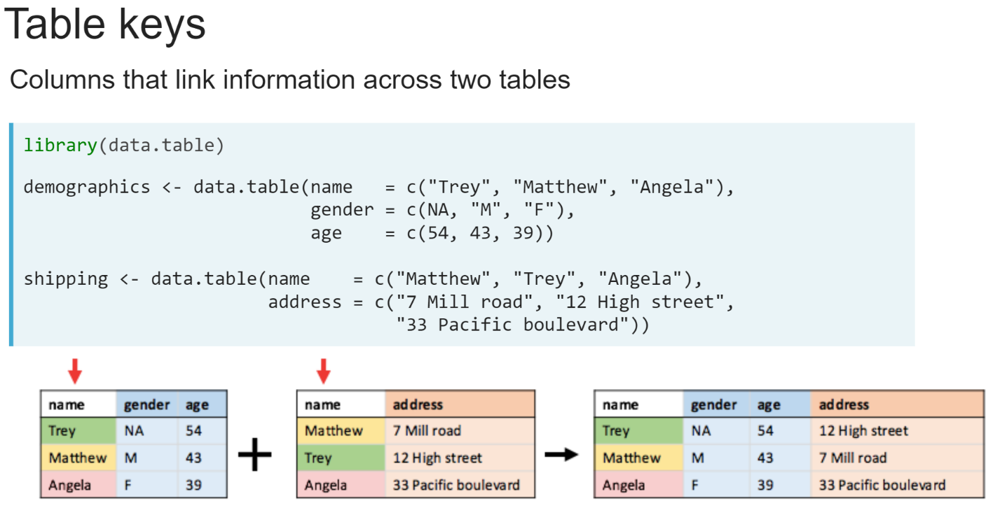 Table keys
Columns that link information across two tables
library(data.table)
demographics <- data.table(name   = c("Trey", "Matthew", "Angela"),
                           gender = c(NA, "M", "F"),
                           age    = c(54, 43, 39))
shipping <- data.table(name    = c("Matthew", "Trey", "Angela"),
                       address = c("7 Mill road", "12 High street",
                                   "33 Pacific boulevard"))
name gender age
Trey NA 54
Matthew M 43
Angela F 39
+
name address
Matthew 7 Mill road
Trey 12 High street
Angela 33 Pacific boulevard
name gender age address
Trey NA 54 12 High street
Matthew M 43 7 Mill road
Angela F 39 33 Pacific boulevard